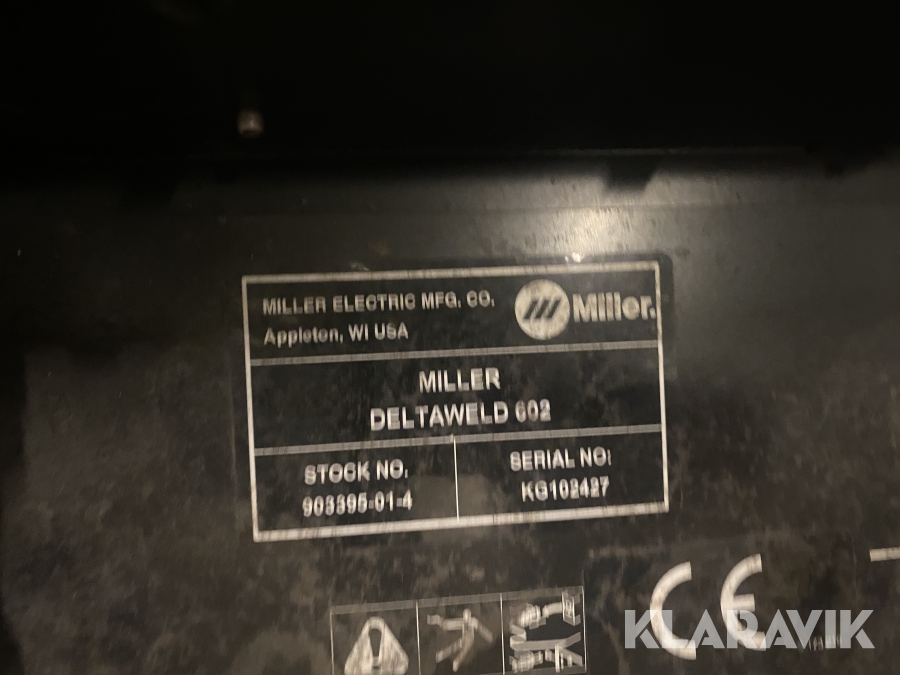 MILLER ELECTRIC MFG. CO.
Appleton, WI USA
Miller.
MILLER
DELTAWELD 602
STOCK NO.
903395-01-4
SERIAL NO:
KG102427
CE
KLARAVIK